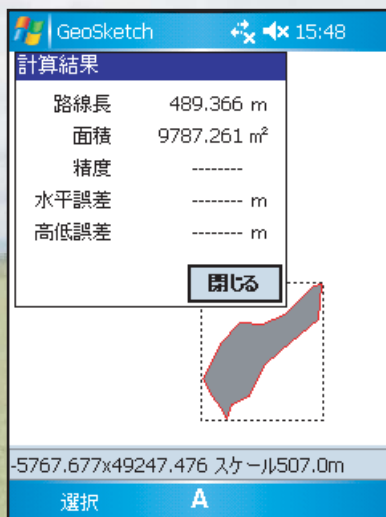 GeoSketch 15:48
計算結果
路線長 489.366 m
面積 9787.261 m²
精度 --------
水平誤差 -------- m
高低誤差 -------- m
閉じる
-5767.677x49247.476 スケール507.0m
選択 A